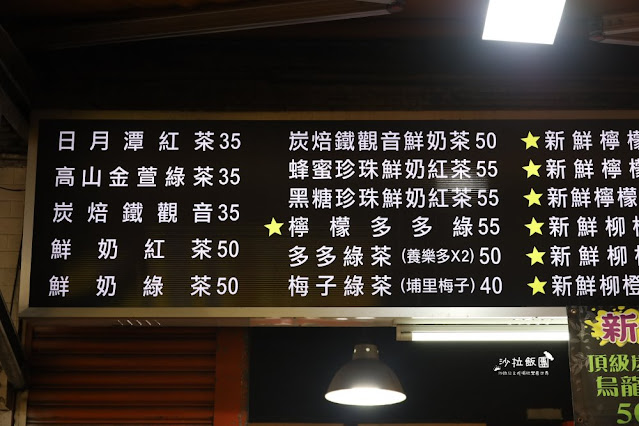 日月潭紅茶35
高山金萱綠茶35
炭焙鐵觀音35
鮮奶紅茶50
鮮奶綠茶50
炭焙鐵觀音鮮奶茶50
蜂蜜珍珠鮮奶紅茶55
黑糖珍珠鮮奶紅茶55
★檸檬多多綠55
多多綠茶(養樂多X2)50
梅子綠茶(埔里梅子)40
★新鮮檸檬
★新鮮檸檬
★新鮮檸檬
★新鮮柳
★新鮮柳橙
★新鮮柳橙
新
頂級
烏龍
50
沙拉飯團